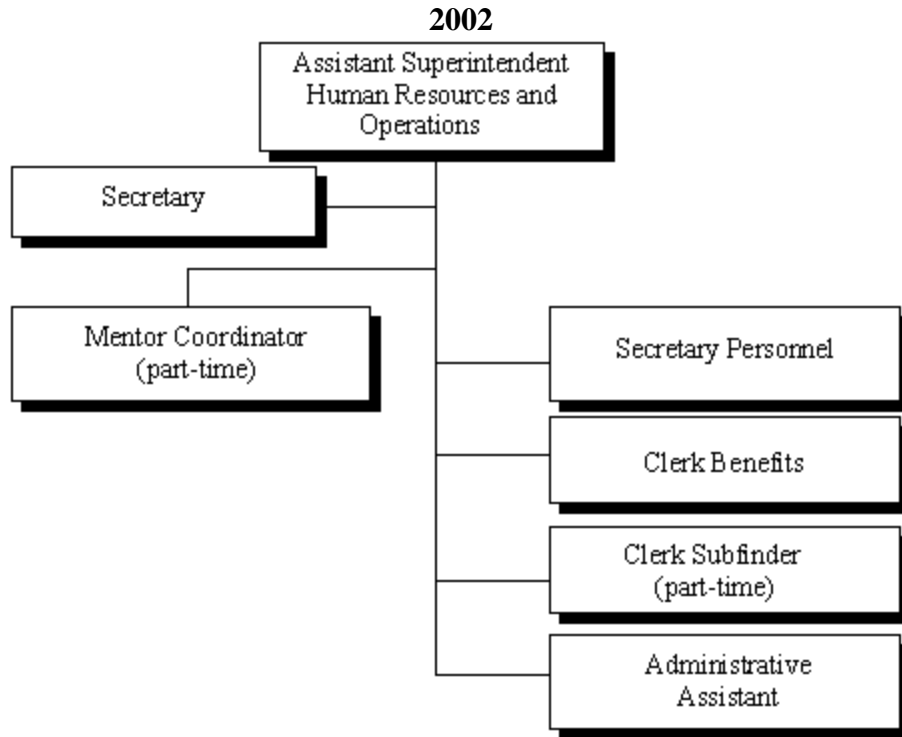 2002
Assistant Superintendent
Human Resources and
Operations
Secretary
Mentor Coordinator
(part-time)
Secretary Personnel
Clerk Benefits
Clerk Subfinder
(part-time)
Administrative
Assistant